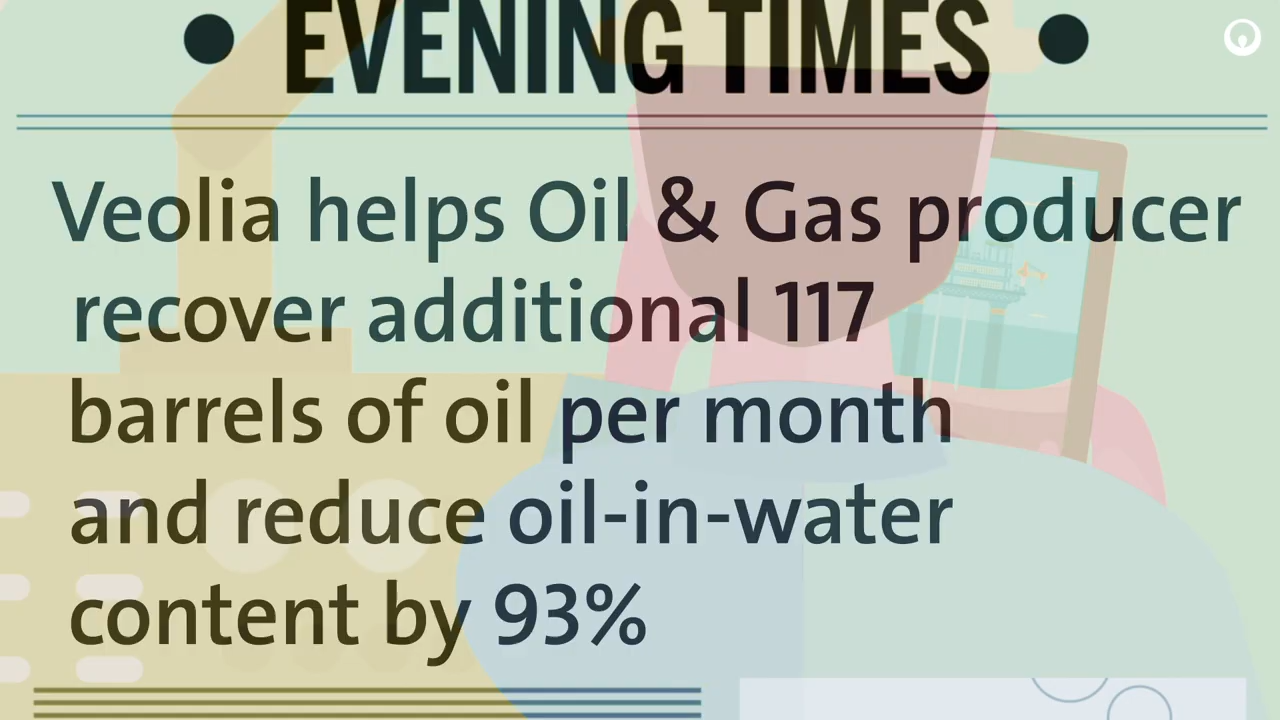 • EVENING TIMES •
Veolia helps Oil & Gas producer
recover additional 117
barrels of oil per month
and reduce oil-in-water
content by 93%